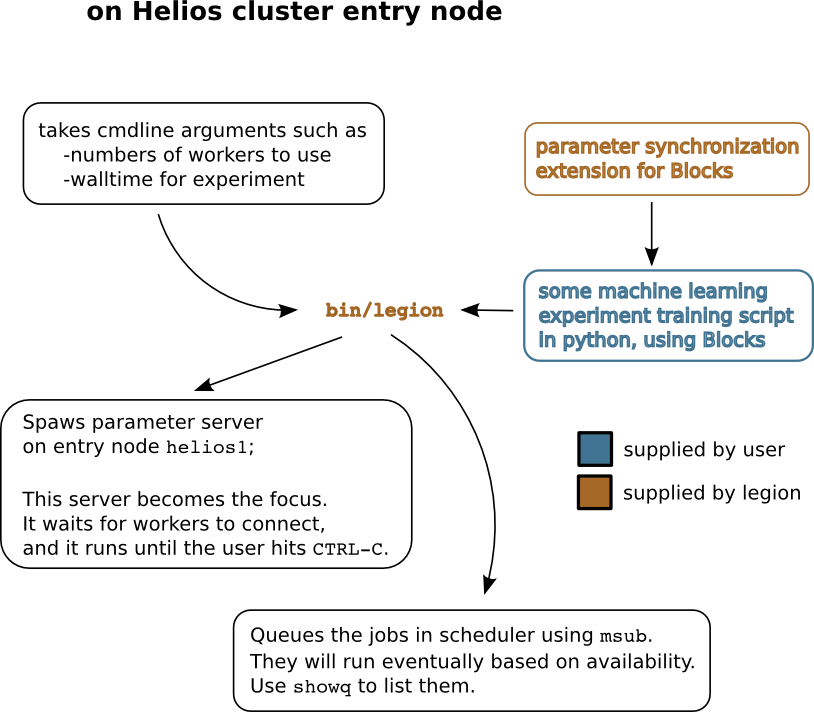 on Helios cluster entry node
takes cmdline arguments such as
-numbers of workers to use
-walltime for experiment
parameter synchronization
extension for Blocks
some machine learning
experiment training script
in python, using Blocks
bin/legion
Spaws parameter server
on entry node helios1;
This server becomes the focus.
It waits for workers to connect,
and it runs until the user hits CTRL-C.
supplied by user
supplied by legion
Queues the jobs in scheduler using msub.
They will run eventually based on availability.
Use showq to list them.